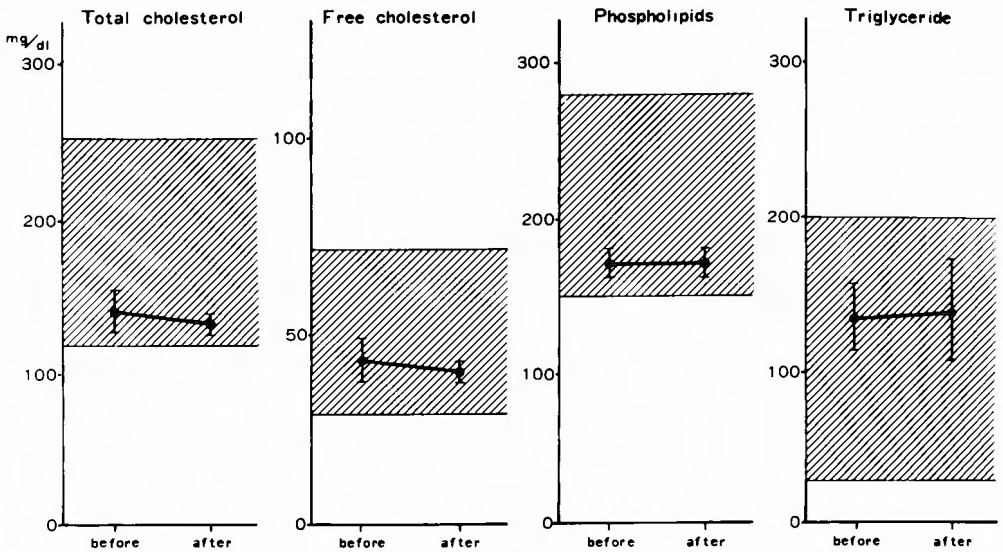 Total cholesterol
mg/dl
300
200
100
0
before after
Free cholesterol
100
50
0
before after
Phospholipids
300
200
100
0
before after
Triglyceride
300
200
100
0
before after